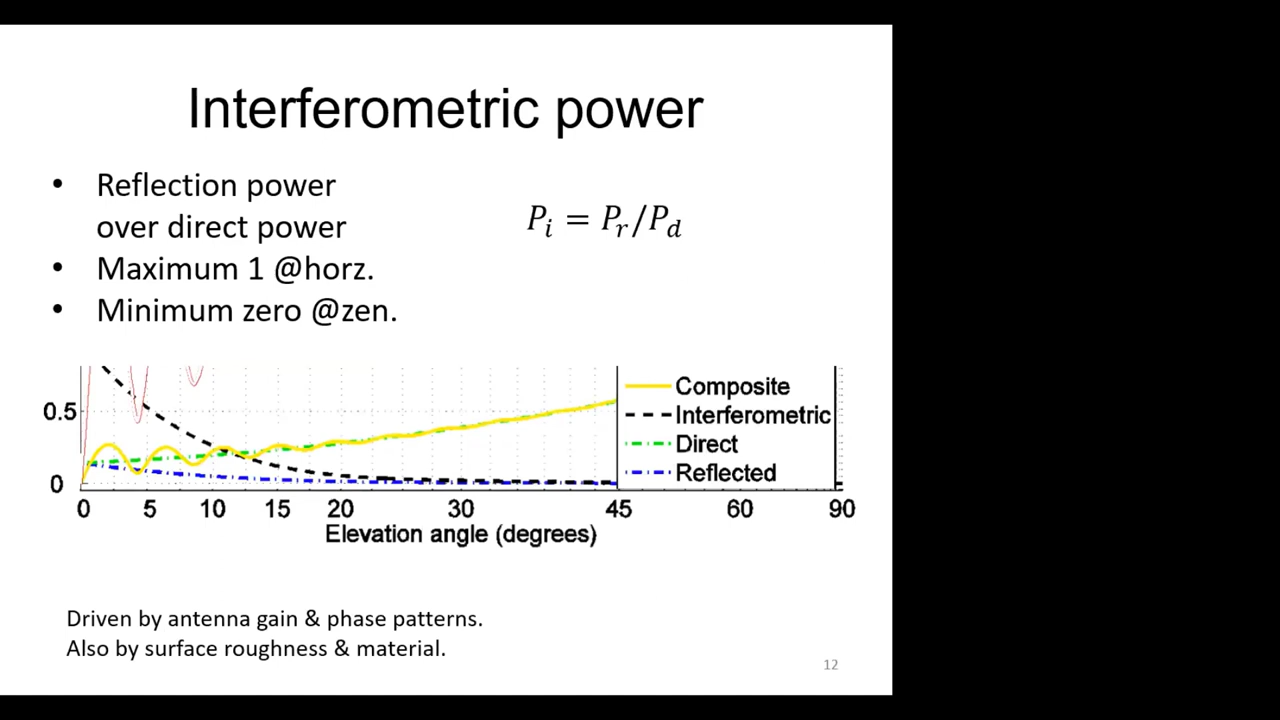 Interferometric power
• Reflection power
over direct power
• Maximum 1 @horz.
• Minimum zero @zen.
P_i = P_r/P_d
0.5
0
Composite
Interferometric
Direct
Reflected
0 5 10 15 20 30 45 60 90
Elevation angle (degrees)
Driven by antenna gain & phase patterns.
Also by surface roughness & material.
12